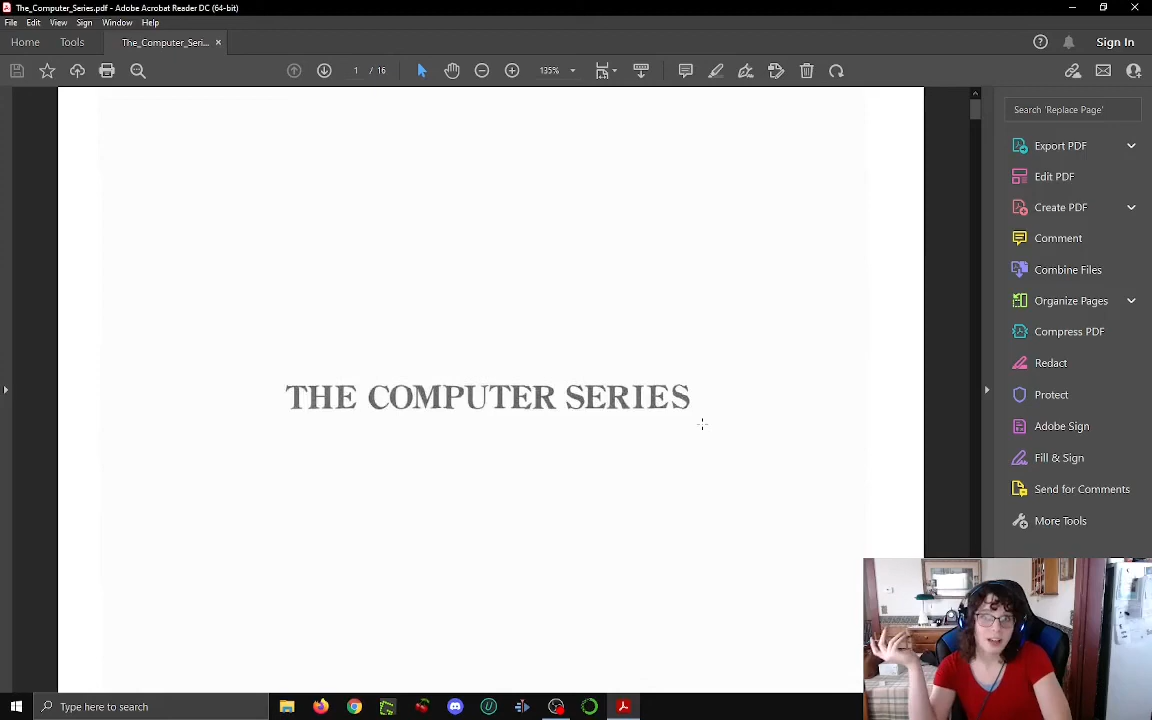 The_Computer_Series.pdf - Adobe Acrobat Reader DC (64-bit)
File Edit View Sign Window Help
Home Tools The_Computer_Seri... × Sign In
1 / 16 135%
Search 'Replace Page'
Export PDF
Edit PDF
Create PDF
Comment
Combine Files
Organize Pages
Compress PDF
Redact
Protect
Adobe Sign
Fill & Sign
Send for Comments
More Tools
THE COMPUTER SERIES
Type here to search